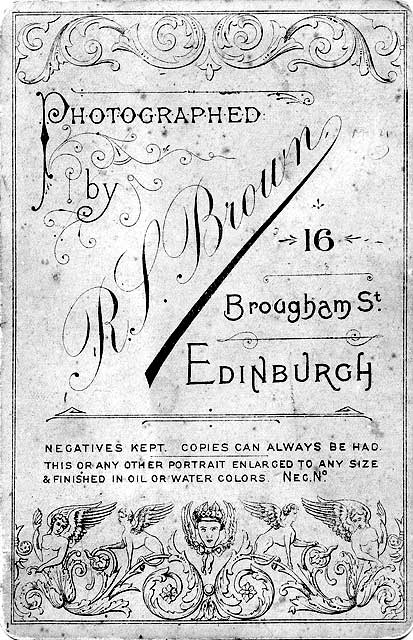 PHOTOGRAPHED
by
R. S. Brown
16
Brougham St.
EDINBURGH
NEGATIVES KEPT. COPIES CAN ALWAYS BE HAD.
THIS OR ANY OTHER PORTRAIT ENLARGED TO ANY SIZE
& FINISHED IN OIL OR WATER COLORS. NEG. No